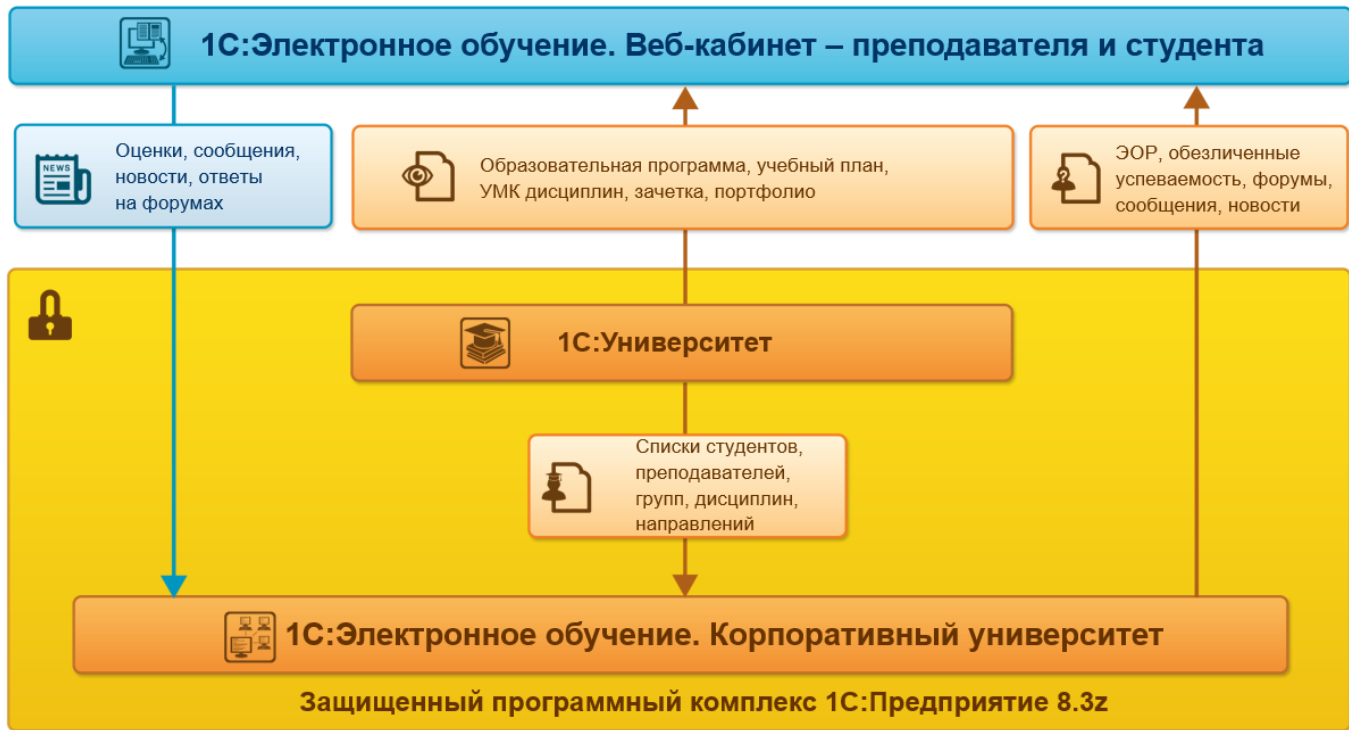 1С:Электронное обучение. Веб-кабинет – преподавателя и студента
NEWS
Оценки, сообщения,
новости, ответы
на форумах
Образовательная программа, учебный план,
УМК дисциплин, зачетка, портфолио
ЭОР, обезличенные
успеваемость, форумы,
сообщения, новости
1С:Университет
Списки студентов,
преподавателей,
групп, дисциплин,
направлений
1С:Электронное обучение. Корпоративный университет
Защищенный программный комплекс 1С:Предприятие 8.3z